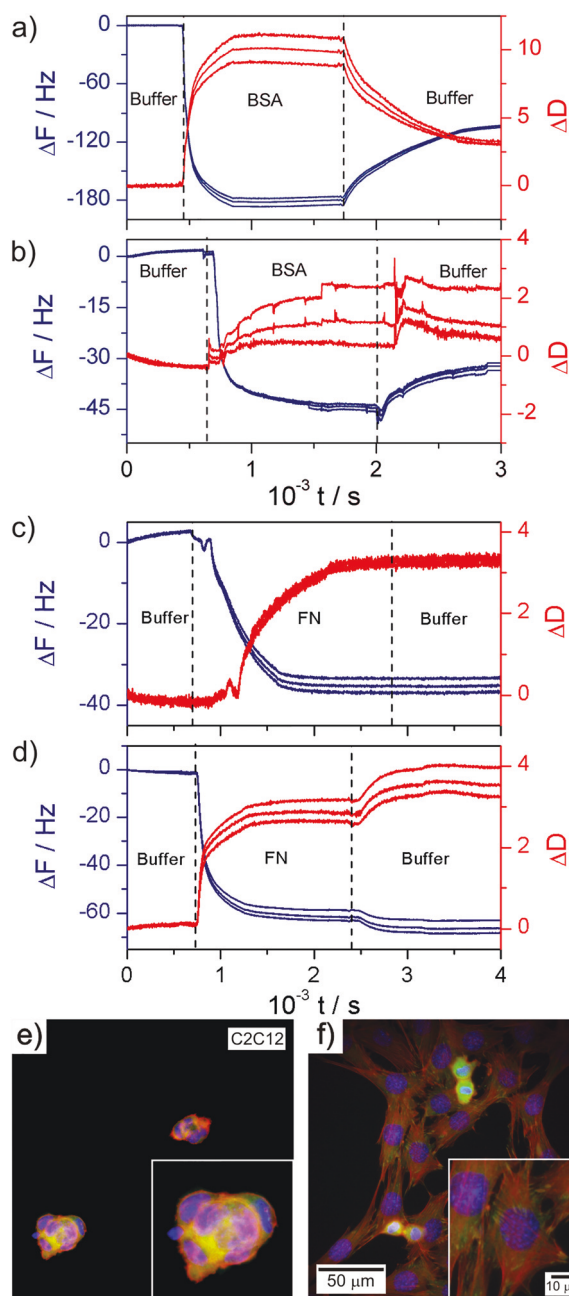 a)
0
-60
-120
-180
ΔF / Hz
Buffer
BSA
Buffer
10
5
0
ΔD
b)
0
-15
-30
-45
ΔF / Hz
Buffer
BSA
Buffer
4
2
0
-2
ΔD
0 1 2 3
10⁻³ t / s
c)
0
-20
-40
ΔF / Hz
Buffer
FN
Buffer
4
2
0
ΔD
d)
0
-20
-40
-60
ΔF / Hz
Buffer
FN
Buffer
4
2
0
ΔD
0 1 2 3 4
10⁻³ t / s
e)
C2C12
f)
50 μm
10 μ